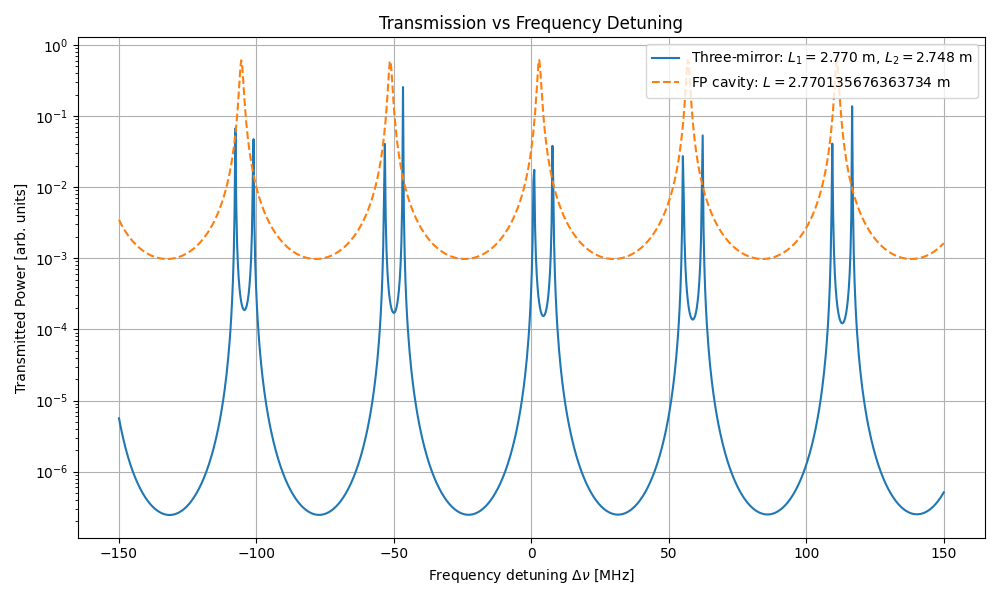 Transmission vs Frequency Detuning
Three-mirror: L₁ = 2.770 m, L₂ = 2.748 m
FP cavity: L = 2.770135676363734 m
Transmitted Power [arb. units]
10⁰
10⁻¹
10⁻²
10⁻³
10⁻⁴
10⁻⁵
10⁻⁶
−150 −100 −50 0 50 100 150
Frequency detuning Δν [MHz]